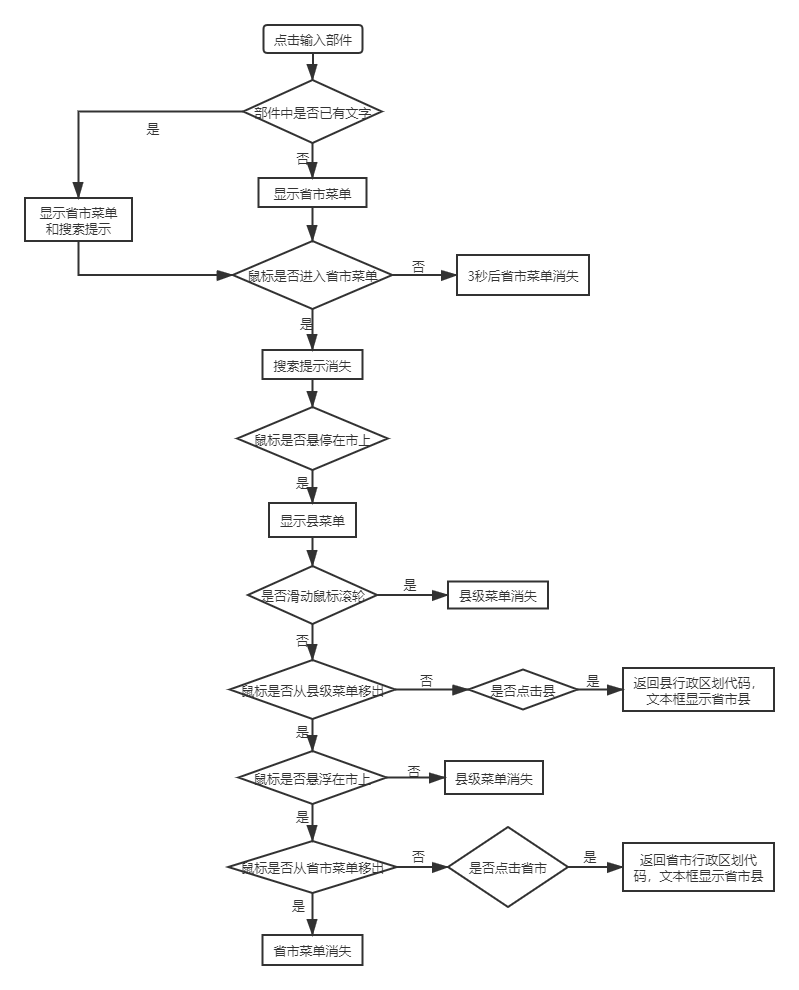 点击输入部件
部件中是否已有文字
是
否
显示省市菜单
显示省市菜单
和搜索提示
鼠标是否进入省市菜单
否
3秒后省市菜单消失
是
搜索提示消失
鼠标是否悬停在市上
是
显示县菜单
是否滑动鼠标滚轮
是
县级菜单消失
否
鼠标是否从县级菜单移出
否
是否点击县
是
返回县行政区划代码，
文本框显示省市县
是
鼠标是否悬浮在市上
否
县级菜单消失
是
鼠标是否从省市菜单移出
否
是否点击省市
是
返回省市行政区划代
码，文本框显示省市县
是
省市菜单消失